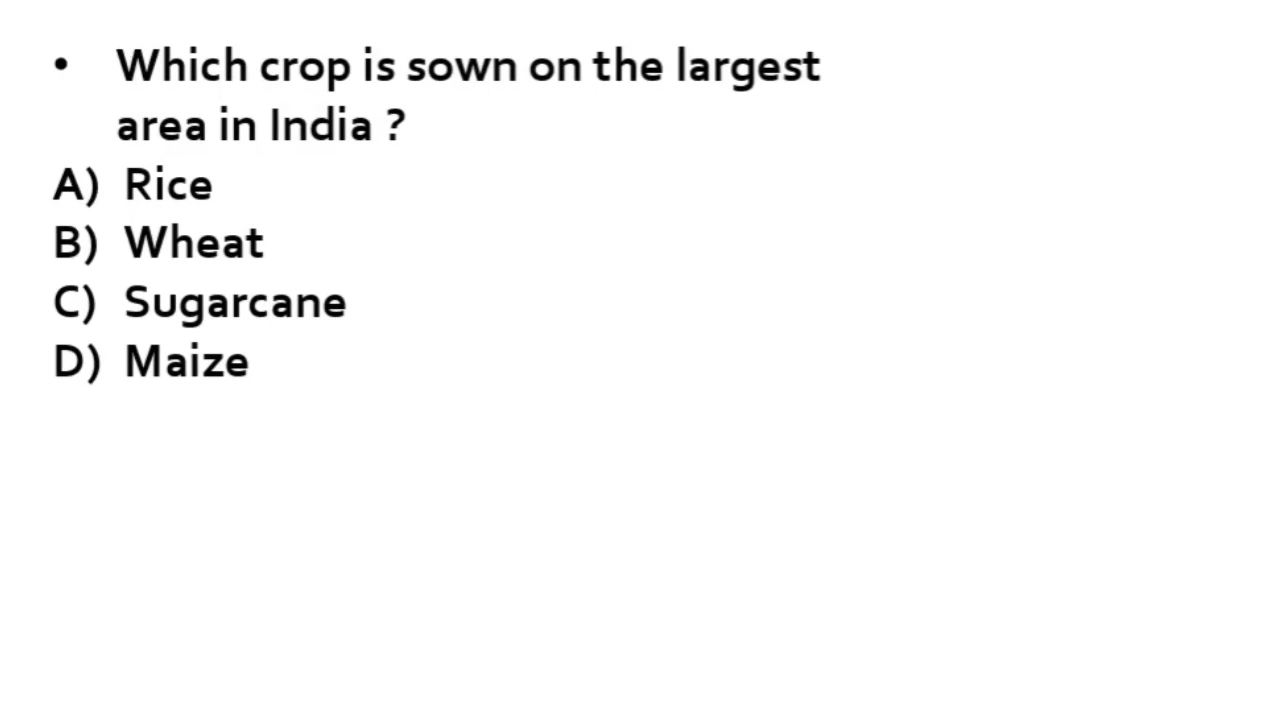 • Which crop is sown on the largest
area in India ?
A) Rice
B) Wheat
C) Sugarcane
D) Maize